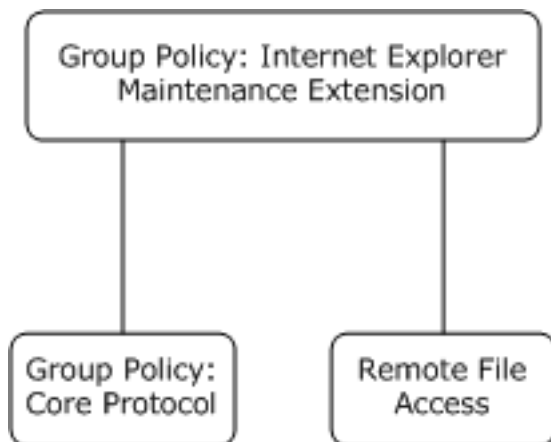 Group Policy: Internet Explorer
Maintenance Extension
Group Policy:
Core Protocol
Remote File
Access